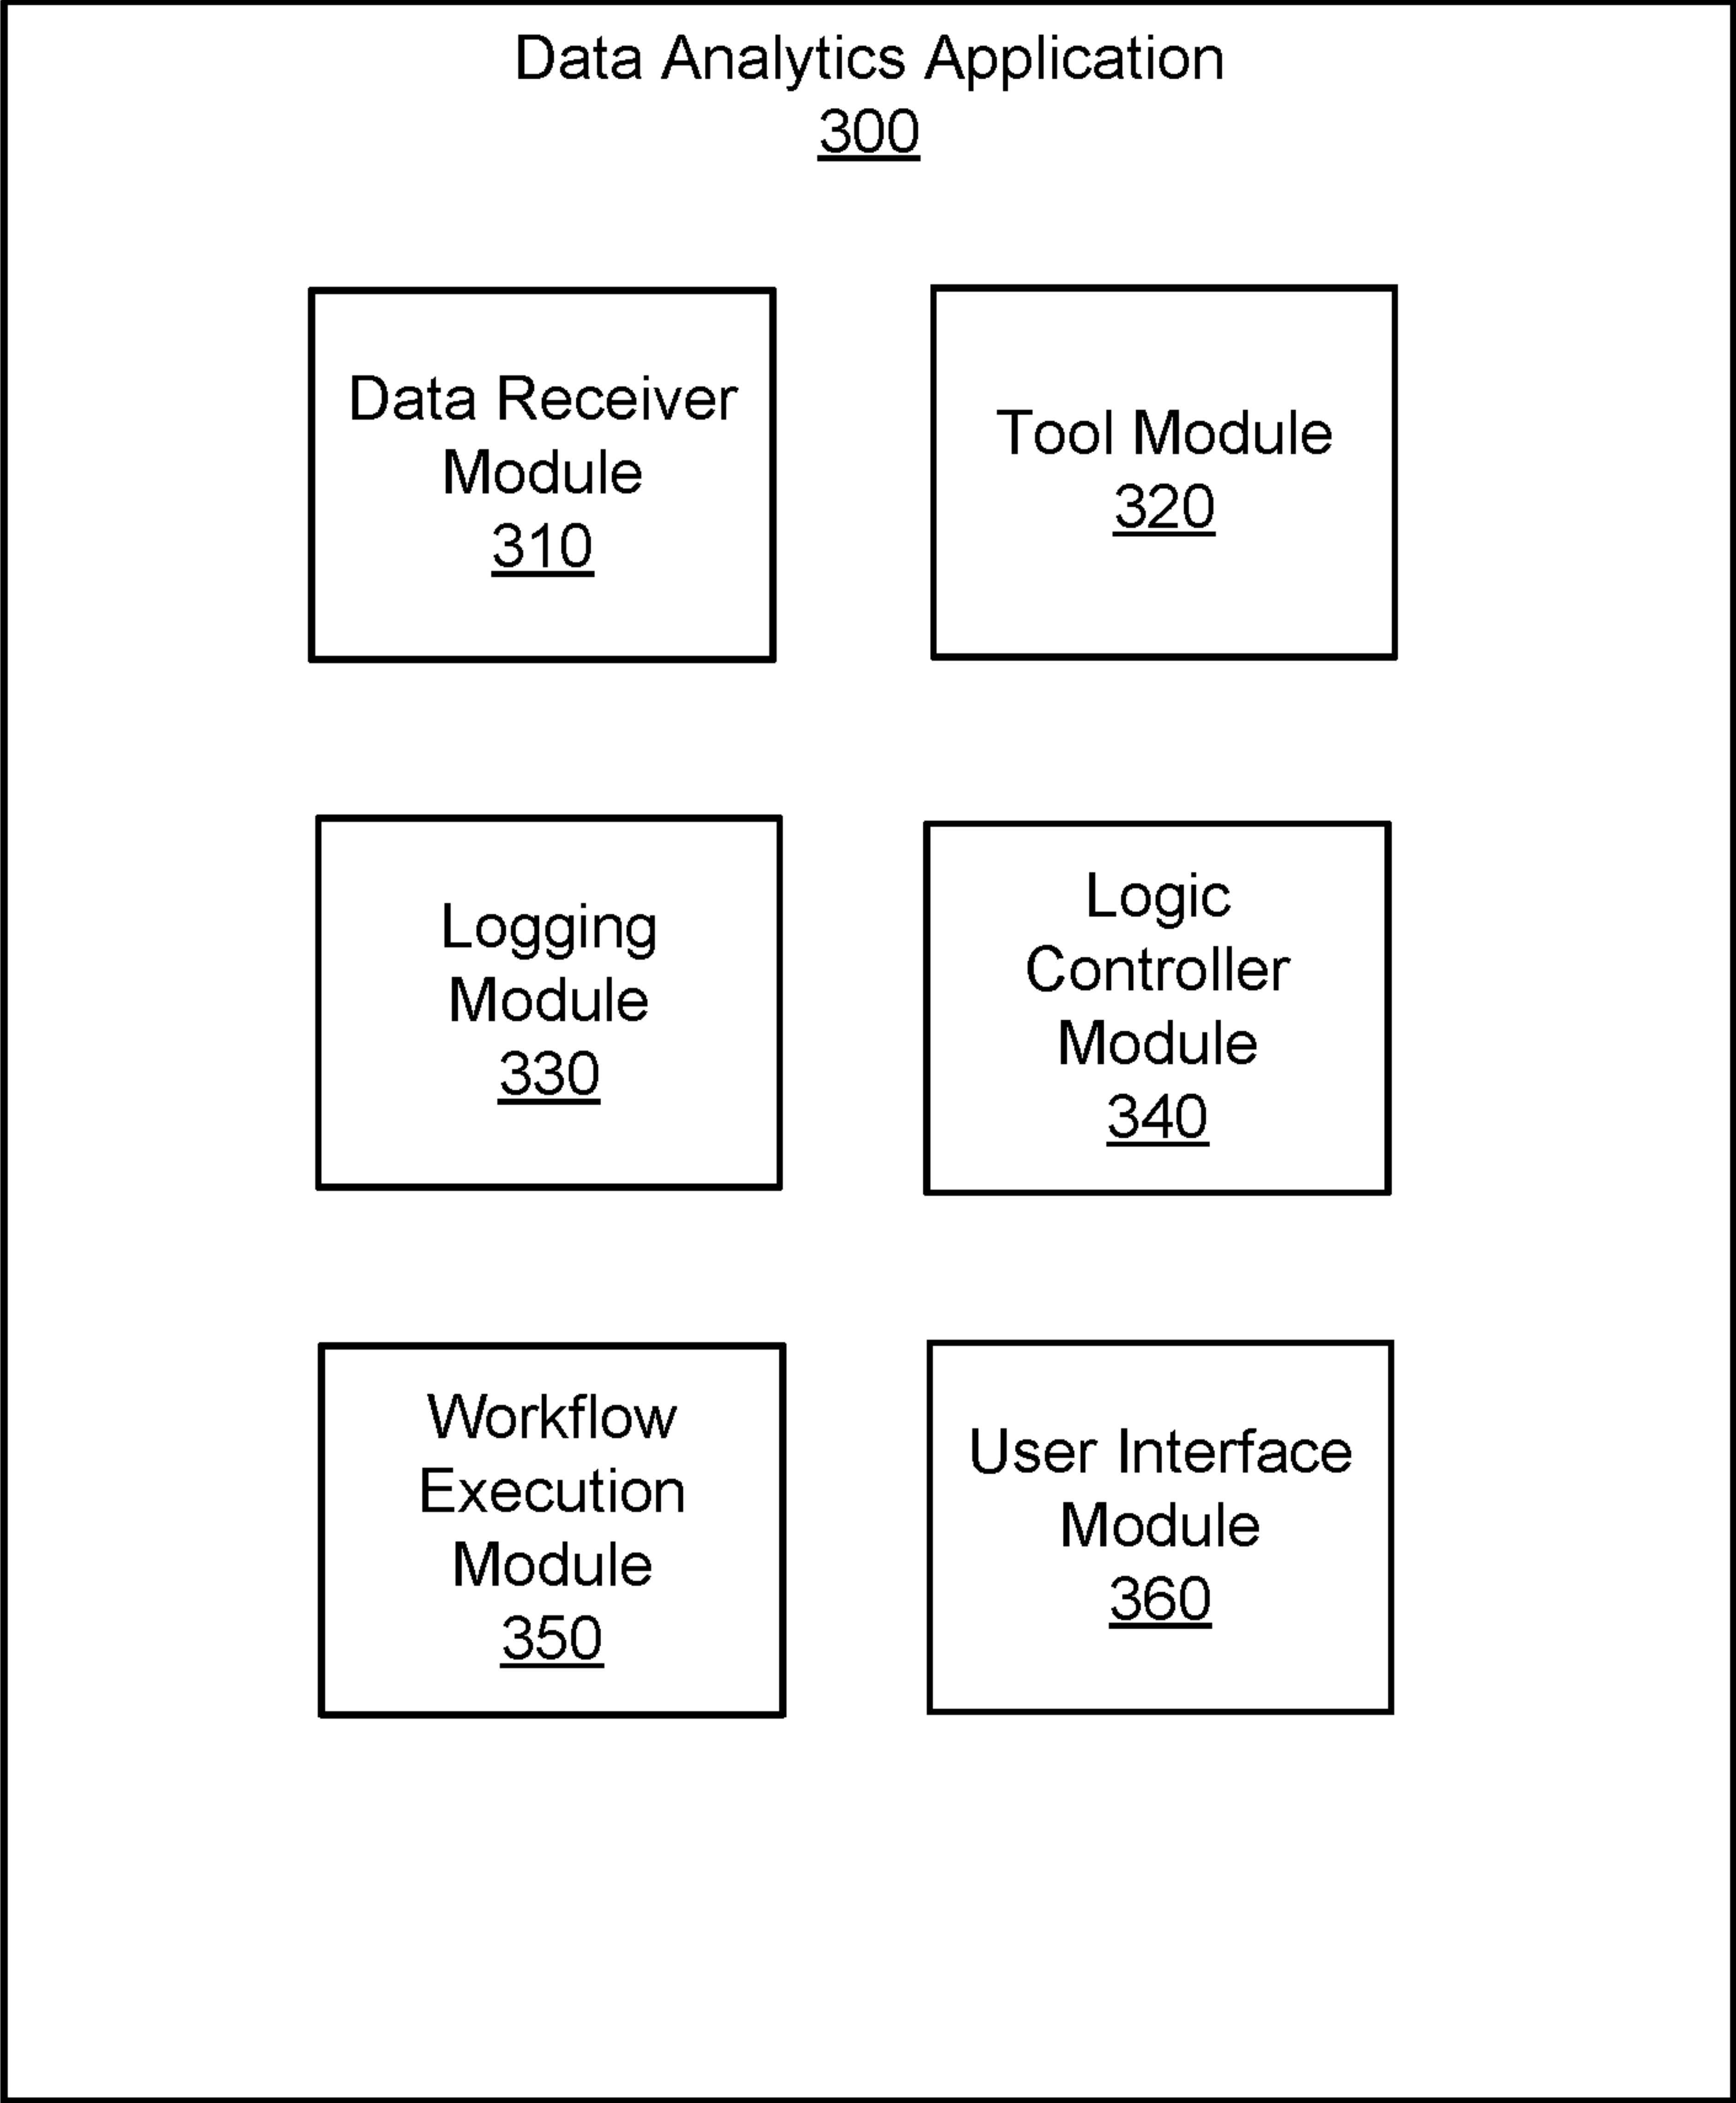 Data Analytics Application
300
Data Receiver
Module
310
Tool Module
320
Logging
Module
330
Logic
Controller
Module
340
Workflow
Execution
Module
350
User Interface
Module
360